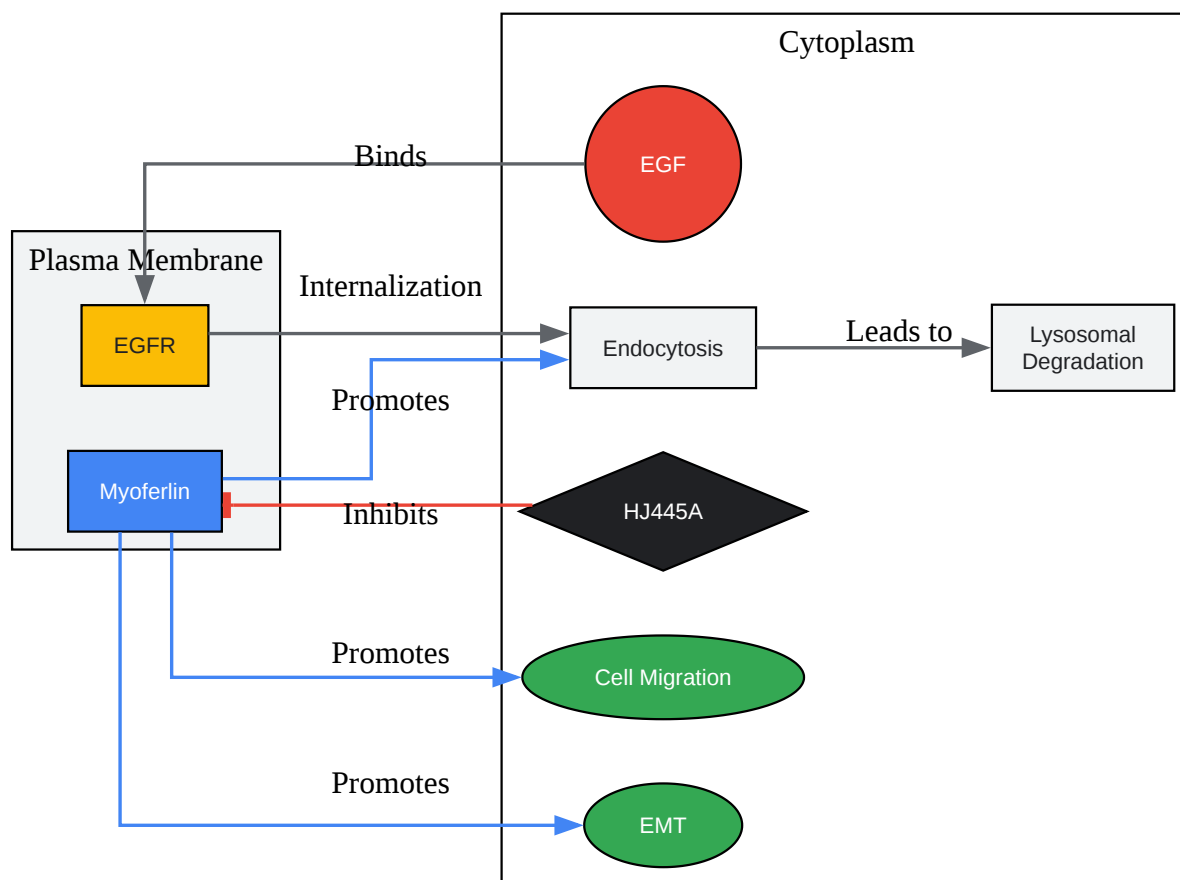 Cytoplasm
EGF
Binds
Plasma Membrane
Internalization
EGFR
Endocytosis
Leads to
Lysosomal
Degradation
Promotes
Myoferlin
Inhibits
HJ445A
Promotes
Cell Migration
Promotes
EMT